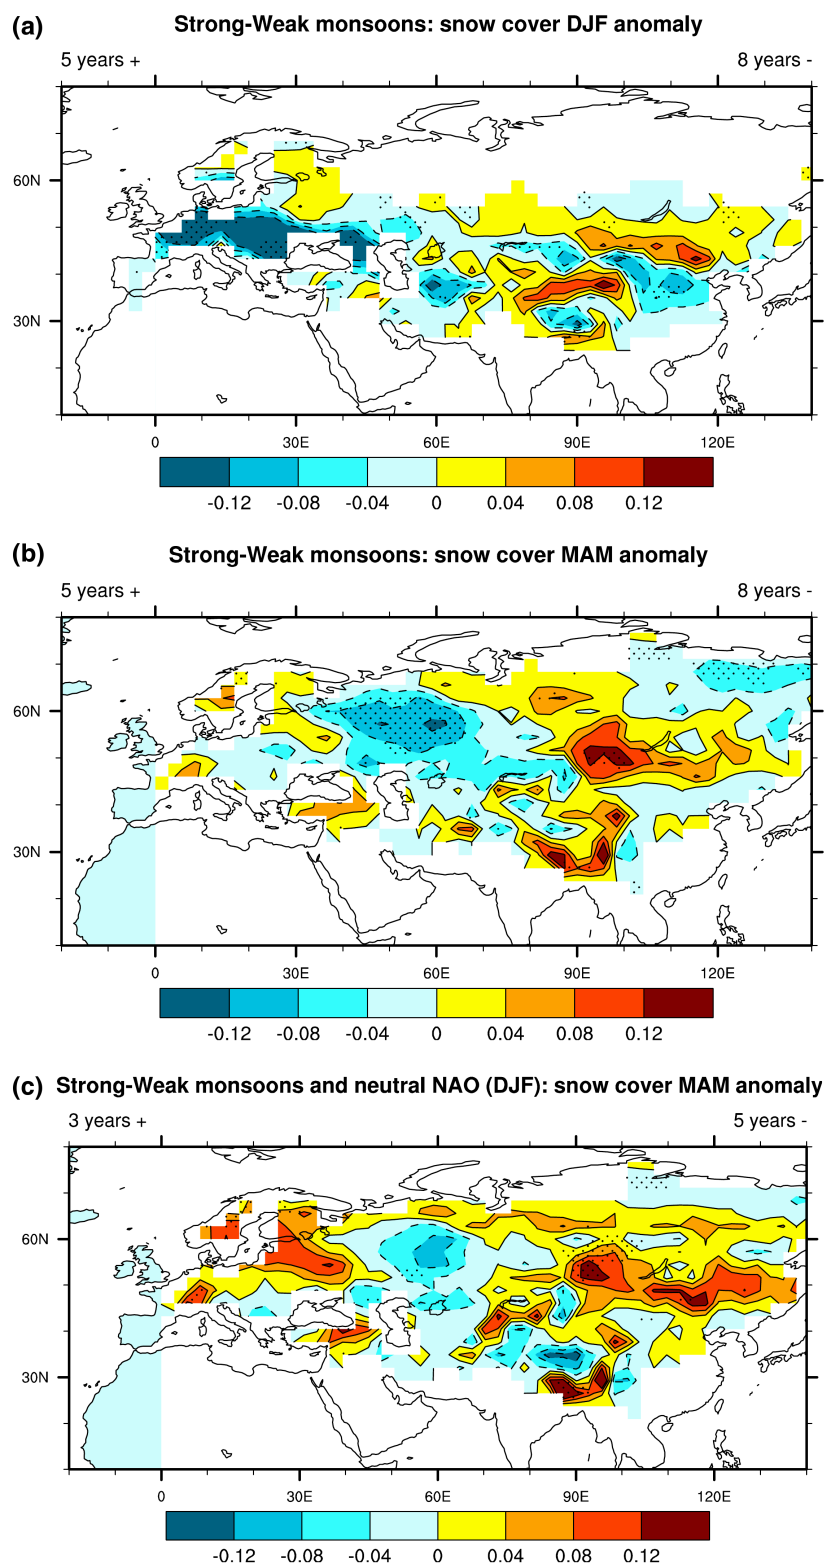 (a) Strong-Weak monsoons: snow cover DJF anomaly
5 years + 8 years -
60N
30N
0 30E 60E 90E 120E
-0.12 -0.08 -0.04 0 0.04 0.08 0.12
(b) Strong-Weak monsoons: snow cover MAM anomaly
5 years + 8 years -
60N
30N
0 30E 60E 90E 120E
-0.12 -0.08 -0.04 0 0.04 0.08 0.12
(c) Strong-Weak monsoons and neutral NAO (DJF): snow cover MAM anomaly
3 years + 5 years -
60N
30N
0 30E 60E 90E 120E
-0.12 -0.08 -0.04 0 0.04 0.08 0.12